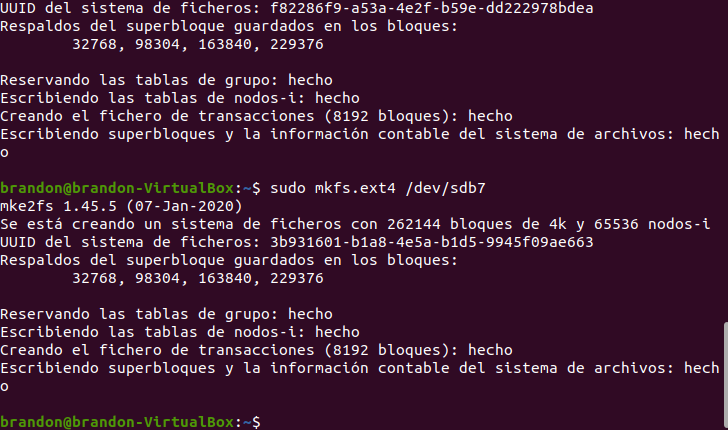 UUID del sistema de ficheros: f82286f9-a53a-4e2f-b59e-dd222978bdea
Respaldos del superbloque guardados en los bloques:
        32768, 98304, 163840, 229376

Reservando las tablas de grupo: hecho
Escribiendo las tablas de nodos-i: hecho
Creando el fichero de transacciones (8192 bloques): hecho
Escribiendo superbloques y la información contable del sistema de archivos: hech
o

brandon@brandon-VirtualBox:~$ sudo mkfs.ext4 /dev/sdb7
mke2fs 1.45.5 (07-Jan-2020)
Se está creando un sistema de ficheros con 262144 bloques de 4k y 65536 nodos-i
UUID del sistema de ficheros: 3b931601-b1a8-4e5a-b1d5-9945f09ae663
Respaldos del superbloque guardados en los bloques:
        32768, 98304, 163840, 229376

Reservando las tablas de grupo: hecho
Escribiendo las tablas de nodos-i: hecho
Creando el fichero de transacciones (8192 bloques): hecho
Escribiendo superbloques y la información contable del sistema de archivos: hech
o

brandon@brandon-VirtualBox:~$